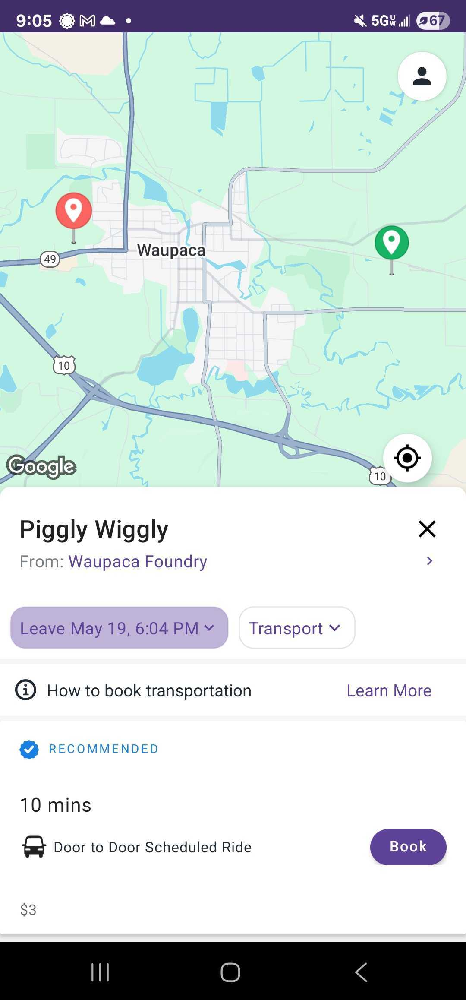 9:05
5G UW
67
Waupaca
49
10
Google
10
Piggly Wiggly
From: Waupaca Foundry
Leave May 19, 6:04 PM
Transport
How to book transportation
Learn More
RECOMMENDED
10 mins
Door to Door Scheduled Ride
Book
$3